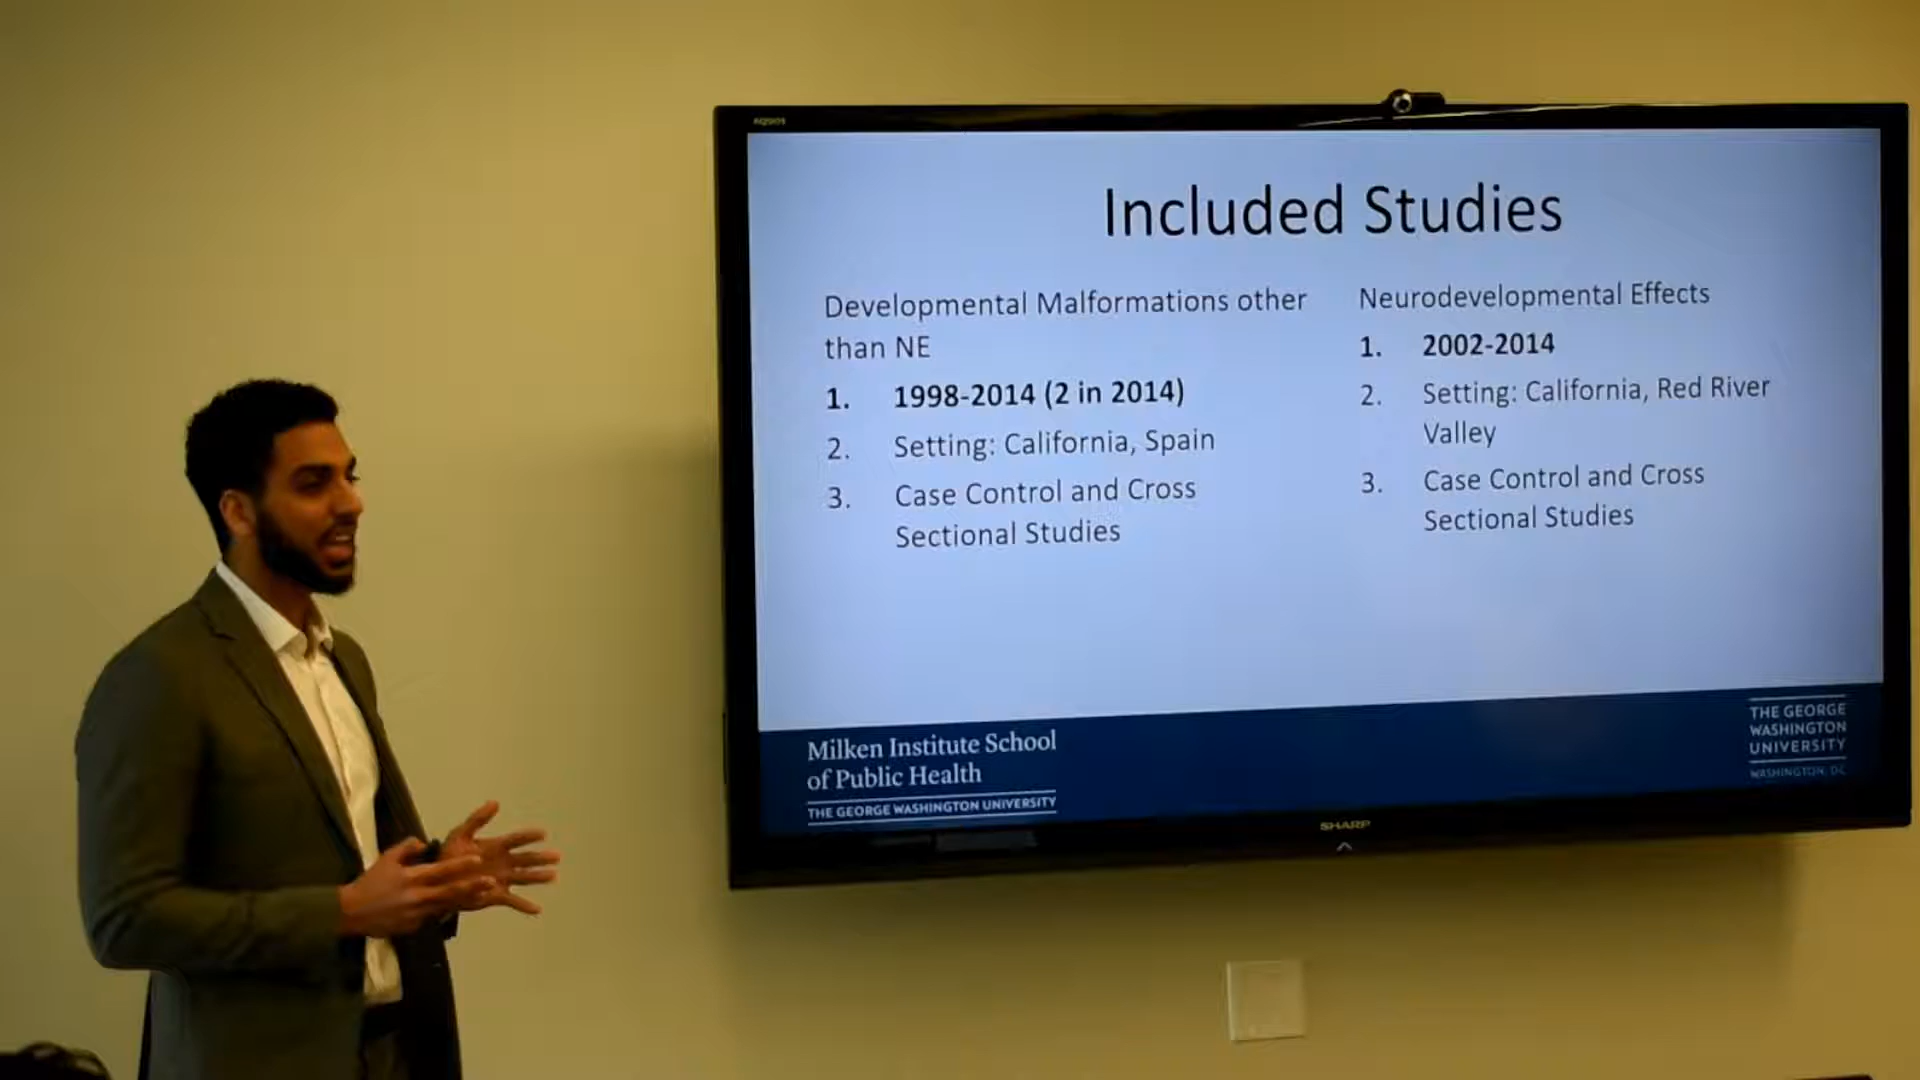 AQUOS
Included Studies
Developmental Malformations other
than NE
1. 1998-2014 (2 in 2014)
2. Setting: California, Spain
3. Case Control and Cross
Sectional Studies
Neurodevelopmental Effects
1. 2002-2014
2. Setting: California, Red River
Valley
3. Case Control and Cross
Sectional Studies
Milken Institute School
of Public Health
THE GEORGE WASHINGTON UNIVERSITY
THE GEORGE
WASHINGTON
UNIVERSITY
WASHINGTON, DC
SHARP